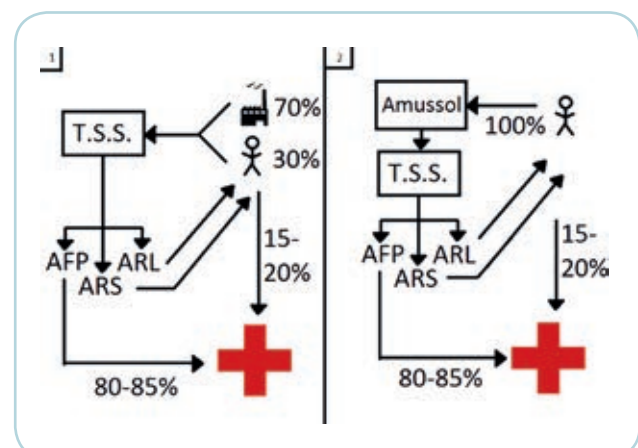 1
70%
T.S.S.
30%
AFP
ARL
ARS
15-
20%
80-85%
2
Amussol
100%
T.S.S.
AFP
ARL
ARS
15-
20%
80-85%